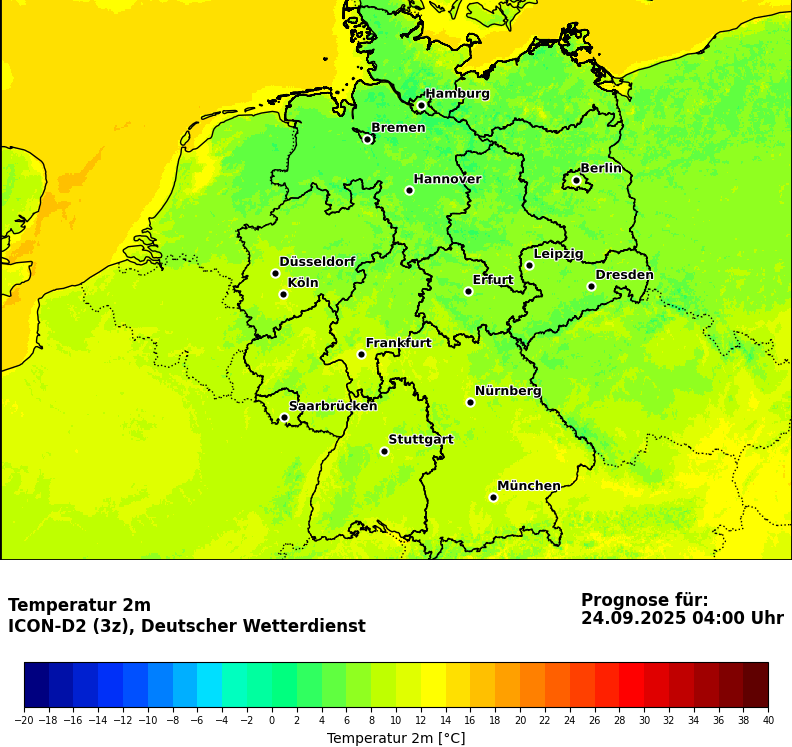 Hamburg
Bremen
Berlin
Hannover
Leipzig
Düsseldorf
Dresden
Köln
Erfurt
Frankfurt
Nürnberg
Saarbrücken
Stuttgart
München
Temperatur 2m
ICON-D2 (3z), Deutscher Wetterdienst
Prognose für:
24.09.2025 04:00 Uhr
−20 −18 −16 −14 −12 −10 −8 −6 −4 −2 0 2 4 6 8 10 12 14 16 18 20 22 24 26 28 30 32 34 36 38 40
Temperatur 2m [°C]